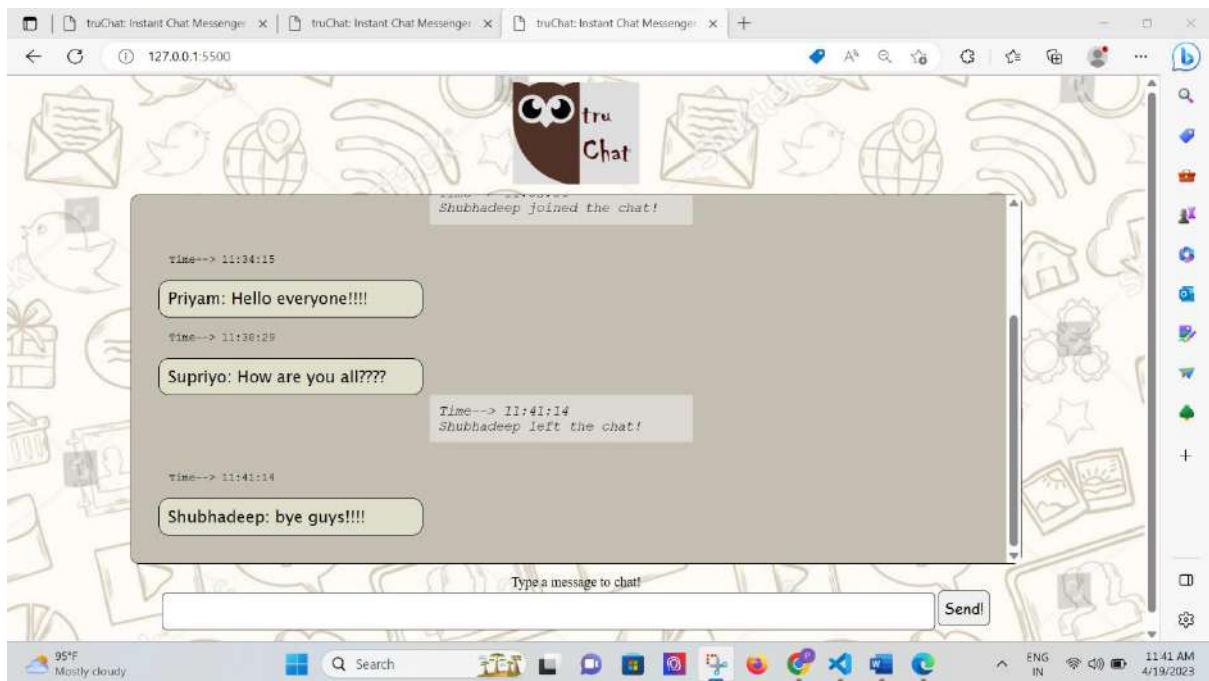 truChat: Instant Chat Messenger
truChat: Instant Chat Messenger
truChat: Instant Chat Messenger
127.0.0.1:5500
tru
Chat
Shubhadeep joined the chat!
Time--> 11:34:15
Priyam: Hello everyone!!!!
Time--> 11:38:29
Supriyo: How are you all????
Time--> 11:41:14
Shubhadeep left the chat!
Time--> 11:41:14
Shubhadeep: bye guys!!!!
Type a message to chat!
Send!
95°F
Mostly cloudy
Search
ENG
IN
11:41 AM
4/19/2023